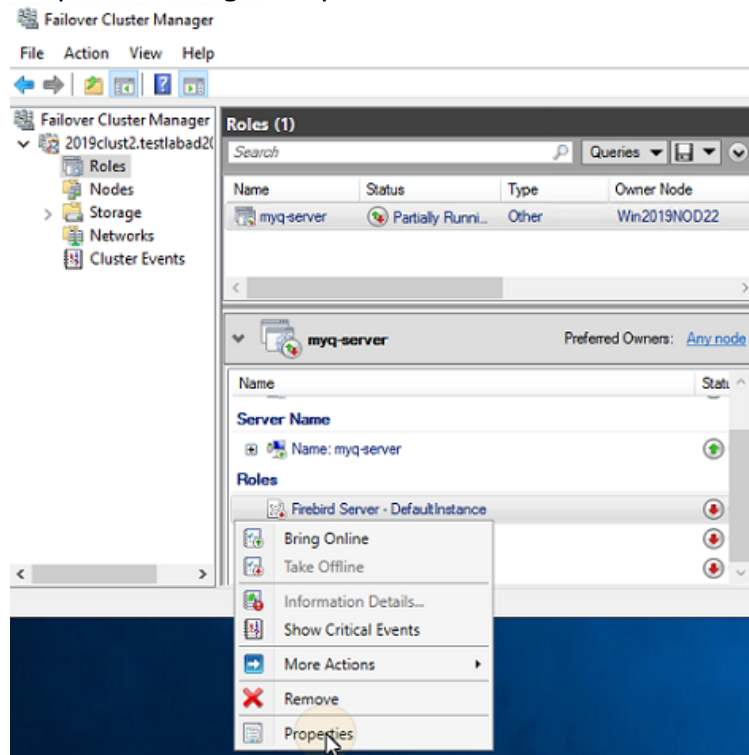 Failover Cluster Manager
File Action View Help
Failover Cluster Manager
2019clust2.testlabad2(
Roles
Nodes
Storage
Networks
Cluster Events
Roles (1)
Search
Queries
Name Status Type Owner Node
myq-server Partially Runni... Other Win2019NOD22
myq-server Preferred Owners: Any node
Name Stat
Server Name
Name: myq-server
Roles
Firebird Server - DefaultInstance
Bring Online
Take Offline
Information Details...
Show Critical Events
More Actions
Remove
Properties